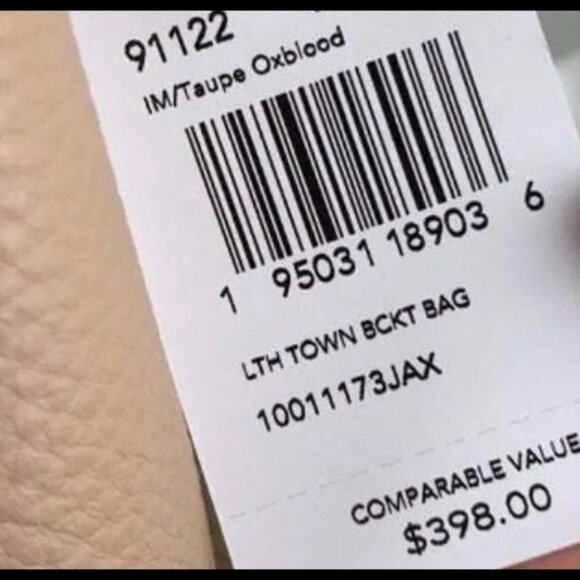 91122
IM/Taupe Oxblood
1 95031 18903 6
LTH TOWN BCKT BAG
10011173JAX
COMPARABLE VALUE
$398.00